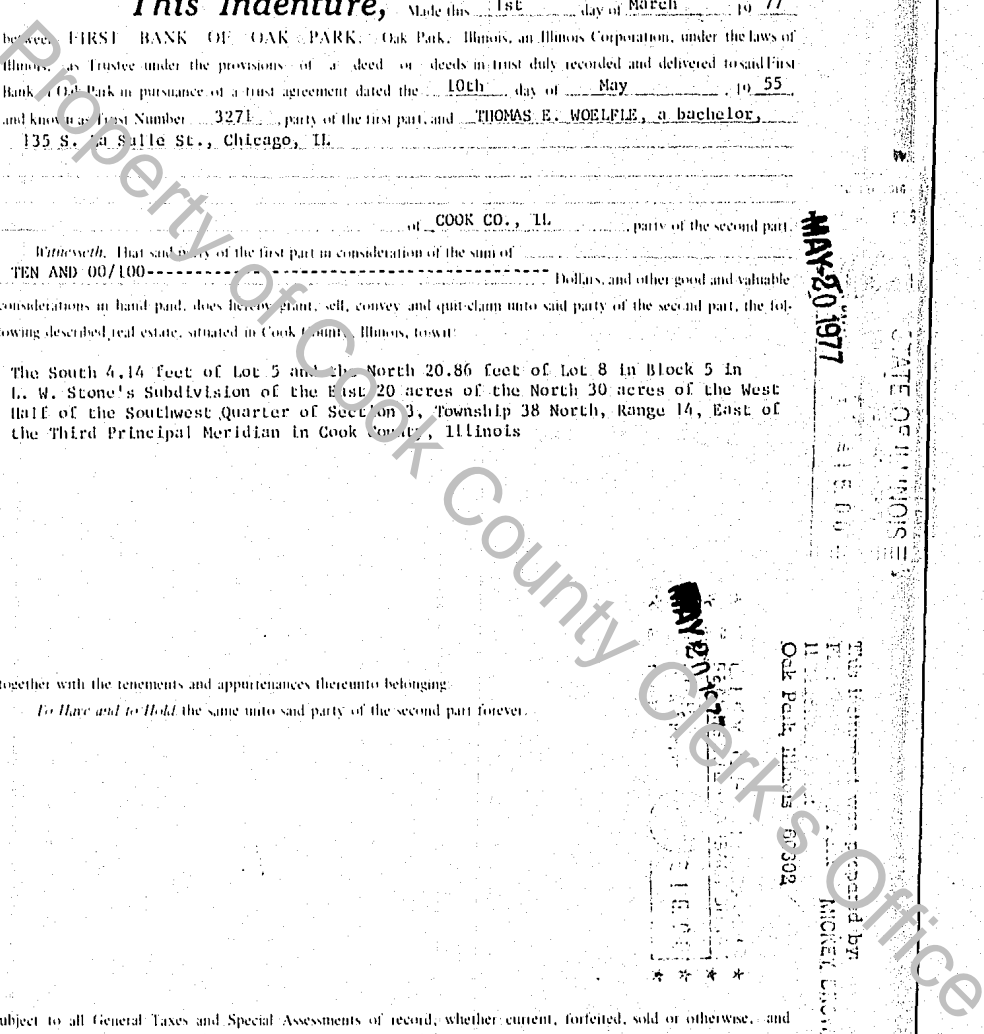 This Indenture, Made this 1st day of March 19 77
between FIRST BANK OF OAK PARK, Oak Park, Illinois, an Illinois Corporation, under the laws of
Illinois, as Trustee under the provisions of a deed or deeds in trust duly recorded and delivered to said First
Bank of Oak Park in pursuance of a trust agreement dated the 10th day of May, 19 55
and known as Trust Number 3271, party of the first part, and THOMAS E. WOELFLE, a bachelor,
135 S. La Salle St., Chicago, IL
of COOK CO., IL, party of the second part.
Witnesseth, That said party of the first part in consideration of the sum of
TEN AND 00/100-------------------------------------------------- Dollars, and other good and valuable
considerations in hand paid, does hereby grant, sell, convey and quit-claim unto said party of the second part, the fol-
lowing described real estate, situated in Cook County, Illinois, to wit:
The South 4.14 feet of Lot 5 and the North 20.86 feet of Lot 8 in Block 5 in
L. W. Stone's Subdivision of the East 20 acres of the North 30 acres of the West
Half of the Southwest Quarter of Section 3, Township 38 North, Range 14, East of
the Third Principal Meridian in Cook County, Illinois
together with the tenements and appurtenances thereunto belonging.
To Have and to Hold the same unto said party of the second part forever.
ubject to all General Taxes and Special Assessments of record, whether current, forfeited, sold or otherwise, and
MAY-20 1977
STATE OF ILLINOIS
MAY 20 1977
This instrument was prepared by:
Oak Park, Illinois 60302
* * * *
Property of Cook County Clerk's Office